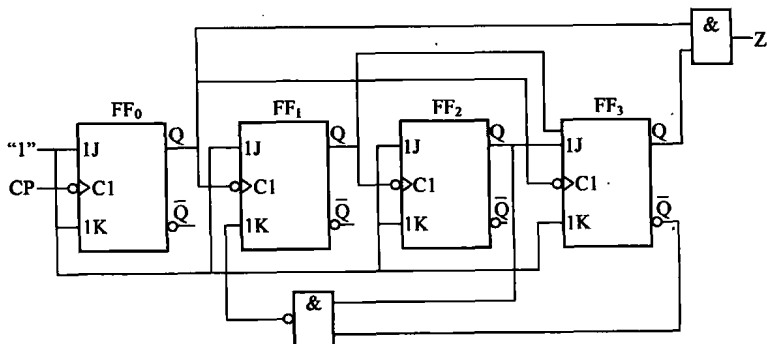 &
Z
FF₀
FF₁
FF₂
FF₃
"1"
1J
Q
1J
Q
1J
Q
1J
Q
CP
C1
C1
C1
C1
1K
Q̅
1K
Q̅
1K
Q̅
1K
Q̅
&